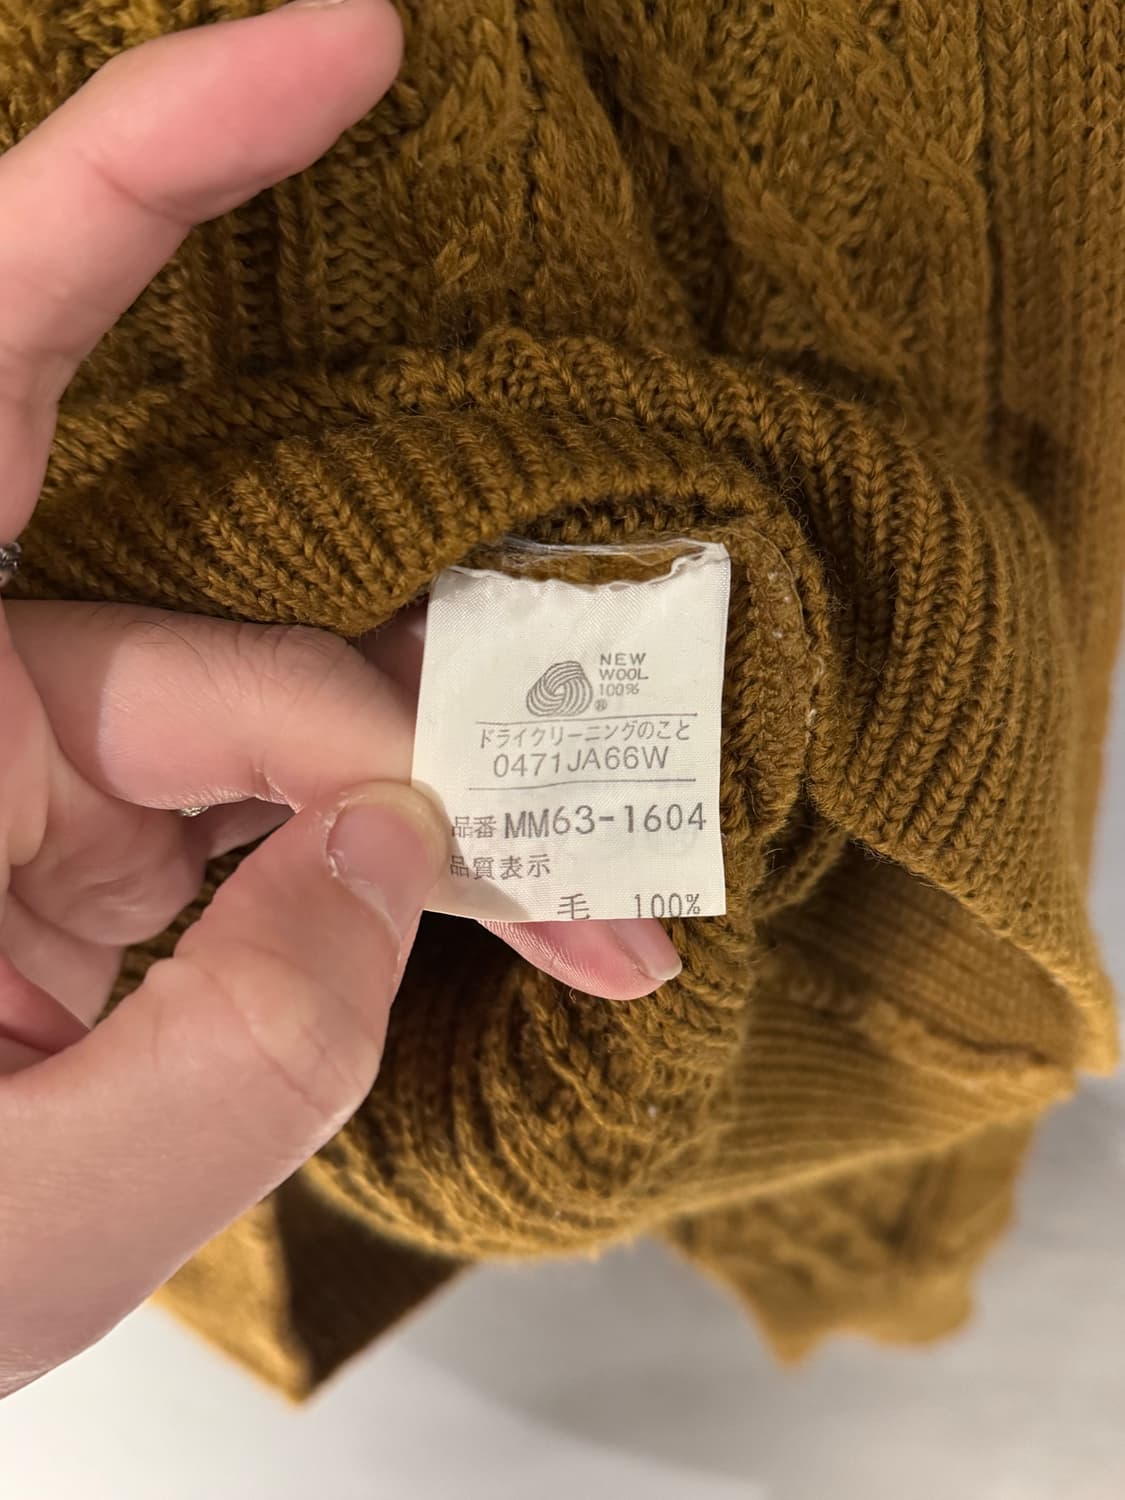 NEW
WOOL
100%
®
ドライクリーニングのこと
0471JA66W
品番 MM63-1604
品質表示
毛 100%